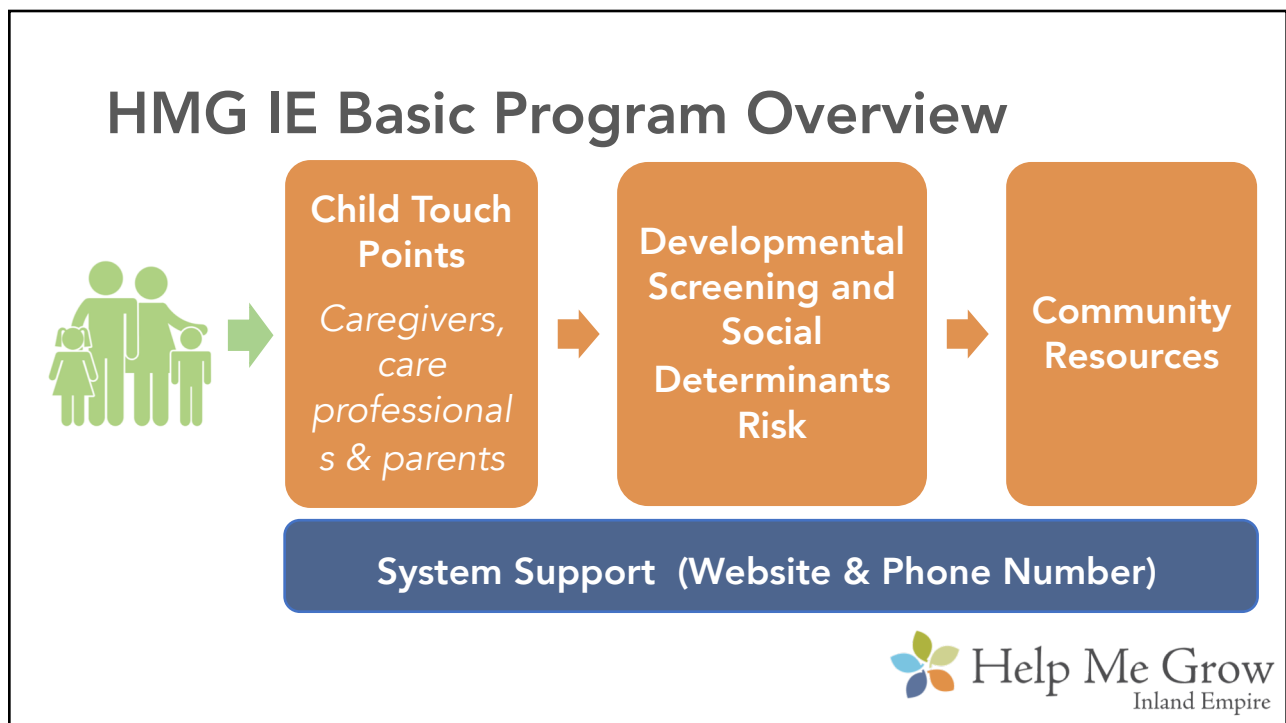 HMG IE Basic Program Overview
Child Touch
Points
Caregivers,
care
professional
s & parents
Developmental
Screening and
Social
Determinants
Risk
Community
Resources
System Support (Website & Phone Number)
Help Me Grow
Inland Empire